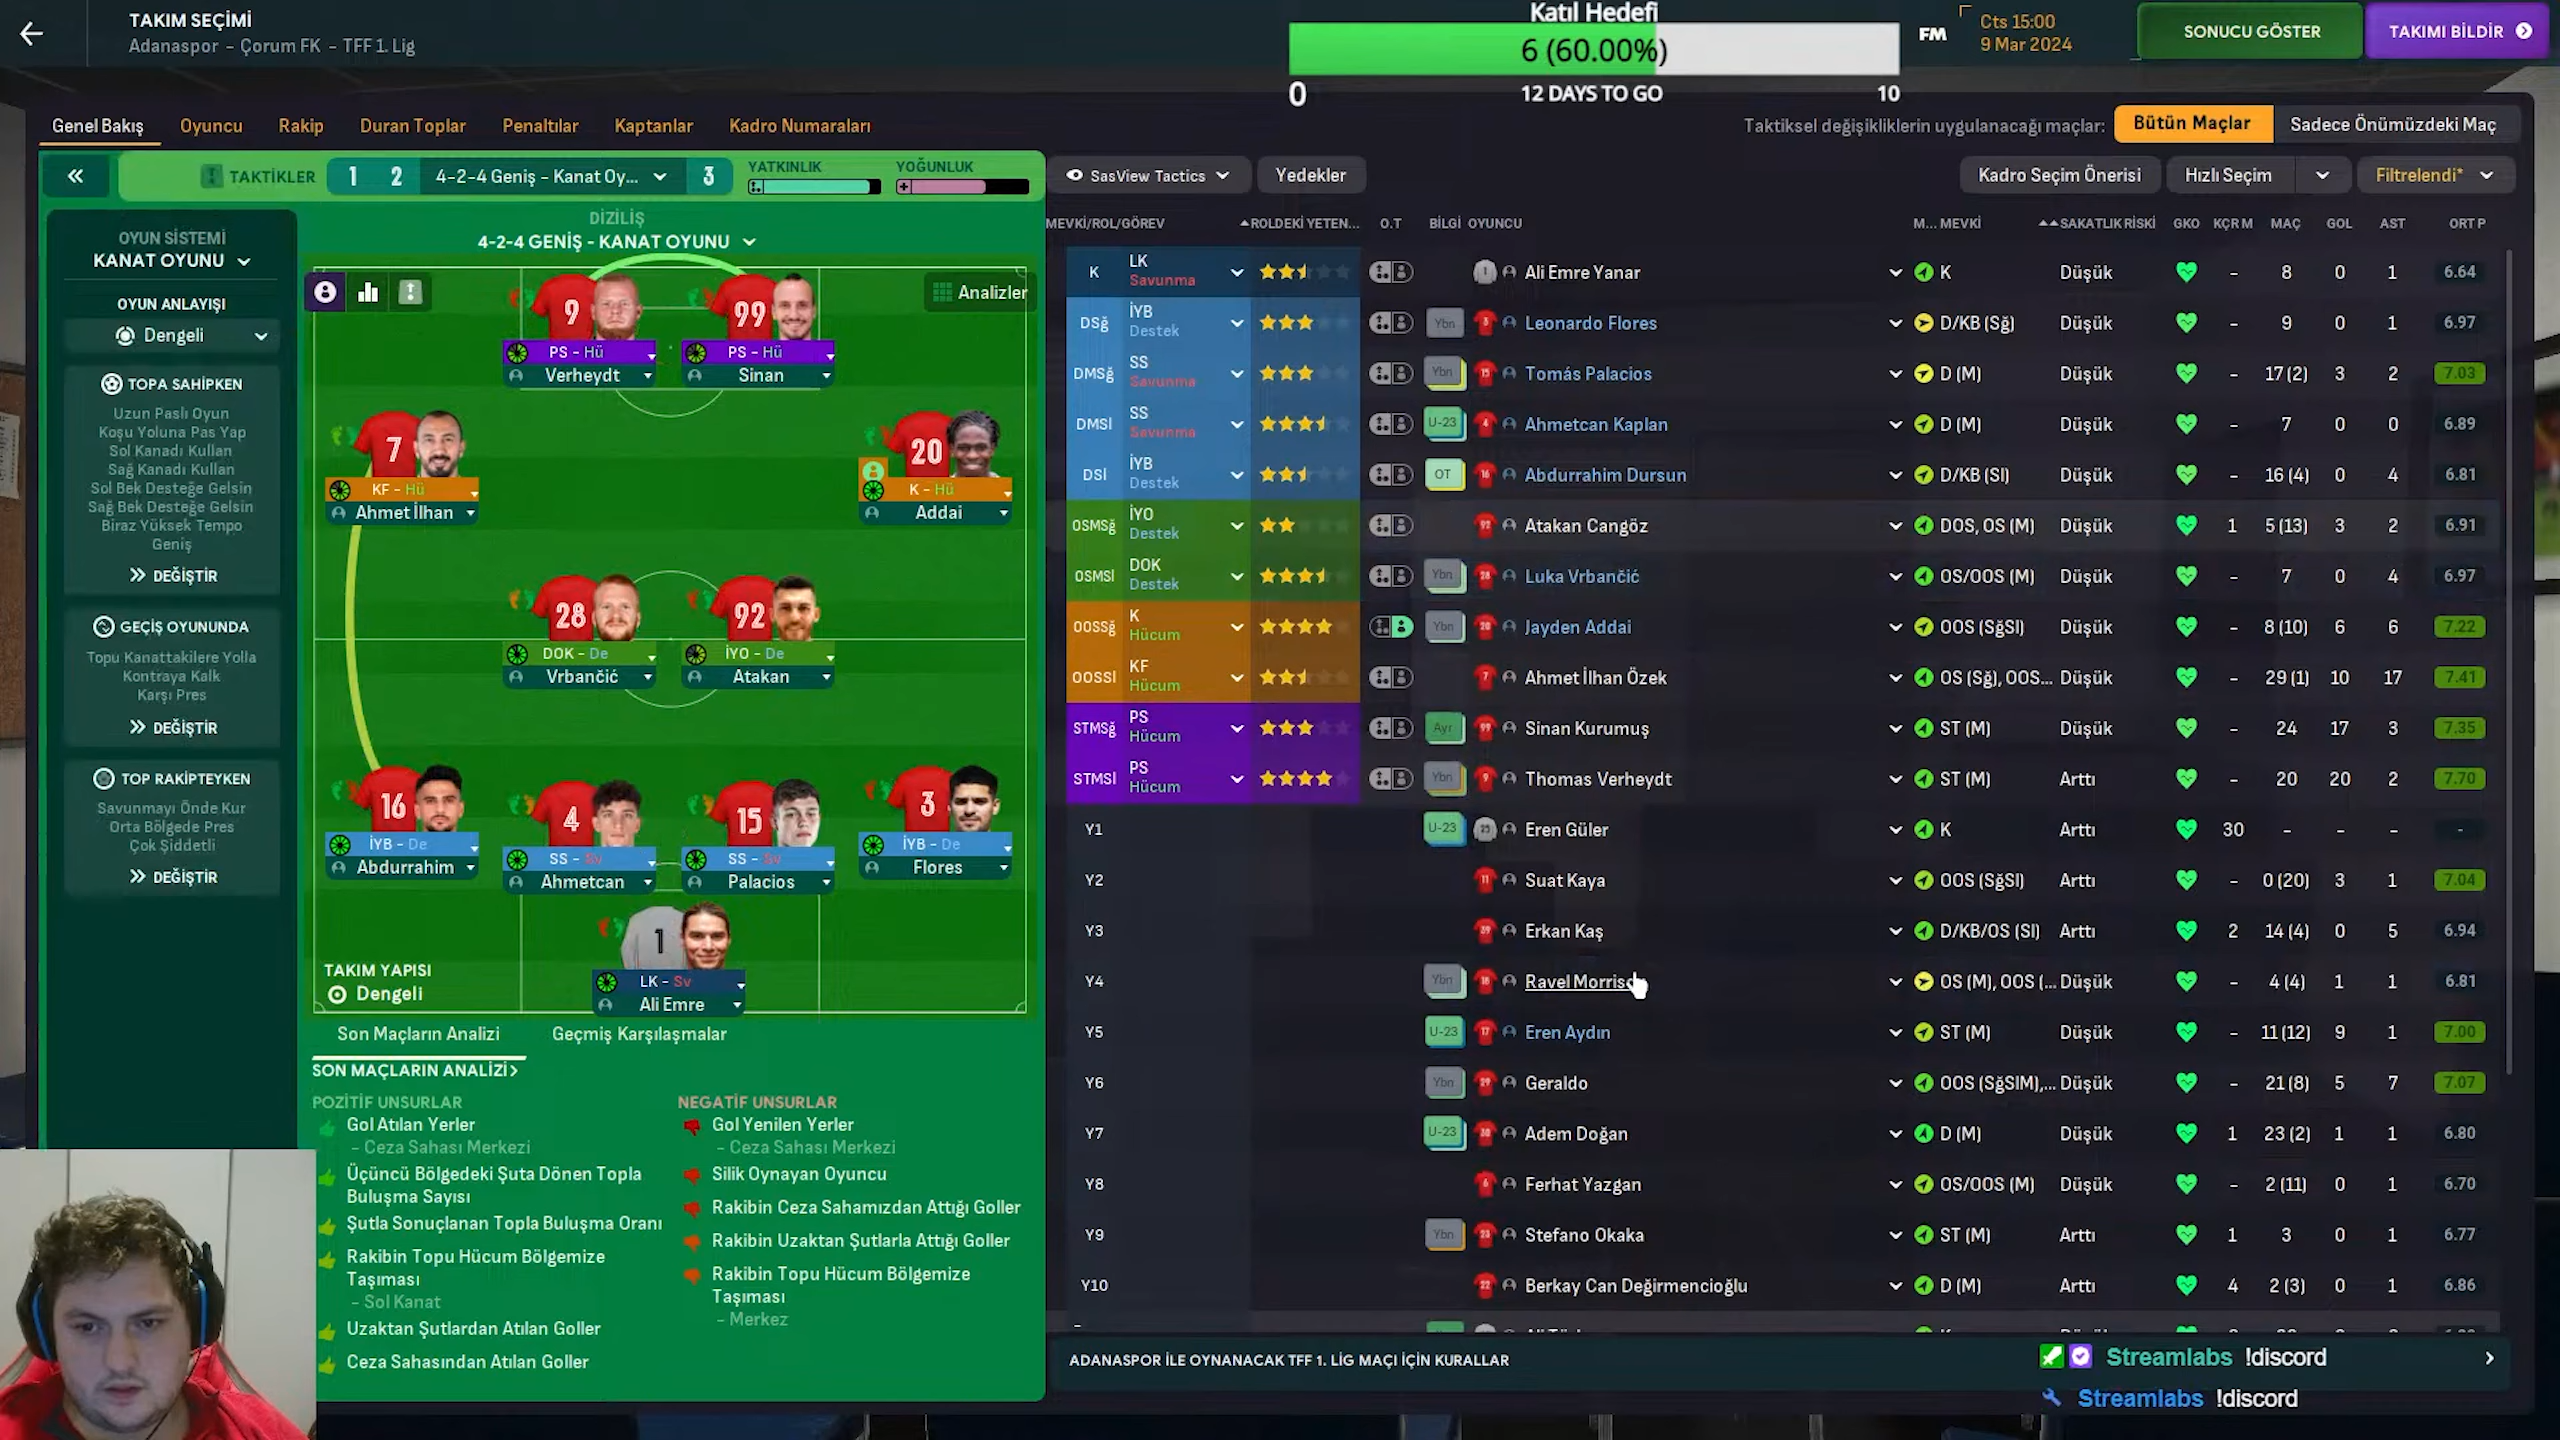 TAKIM SEÇİMİ
Adanaspor - Çorum FK - TFF 1. Lig
Katıl Hedefi
6 (60.00%)
0
12 DAYS TO GO
10
FM
Cts 15:00
9 Mar 2024
SONUCU GÖSTER
TAKIMI BİLDİR
Genel Bakış
Oyuncu
Rakip
Duran Toplar
Penaltılar
Kaptanlar
Kadro Numaraları
Taktiksel değişikliklerin uygulanacağı maçlar:
Bütün Maçlar
Sadece Önümüzdeki Maç
TAKTİKLER
1
2
4-2-4 Geniş - Kanat Oy...
3
YATKINLIK
YOĞUNLUK
SasView Tactics
Yedekler
Kadro Seçim Önerisi
Hızlı Seçim
Filtrelendi*
OYUN SİSTEMİ
KANAT OYUNU
OYUN ANLAYIŞI
Dengeli
TOPA SAHİPKEN
Uzun Paslı Oyun
Koşu Yoluna Pas Yap
Sol Kanadı Kullan
Sağ Kanadı Kullan
Sol Bek Desteğe Gelsin
Sağ Bek Desteğe Gelsin
Biraz Yüksek Tempo
Geniş
DEĞİŞTİR
GEÇİŞ OYUNUNDA
Topu Kanattakilere Yolla
Kontraya Kalk
Karşı Pres
DEĞİŞTİR
TOP RAKİPTEYKEN
Savunmayı Önde Kur
Orta Bölgede Pres
Çok Şiddetli
DEĞİŞTİR
DİZİLİŞ
4-2-4 GENİŞ - KANAT OYUNU
Analizler
9
PS - Hü
Verheydt
99
PS - Hü
Sinan
7
KF - Hü
Ahmet İlhan
20
K - Hü
Addai
28
DOK - De
Vrbančić
92
İYO - De
Atakan
16
İYB - De
Abdurrahim
4
SS - Sv
Ahmetcan
15
SS - Sv
Palacios
3
İYB - De
Flores
1
LK - Sv
Ali Emre
TAKIM YAPISI
Dengeli
Son Maçların Analizi
Geçmiş Karşılaşmalar
SON MAÇLARIN ANALİZİ>
POZİTİF UNSURLAR
Gol Atılan Yerler
- Ceza Sahası Merkezi
Üçüncü Bölgedeki Şuta Dönen Topla
Buluşma Sayısı
Şutla Sonuçlanan Topla Buluşma Oranı
Rakibin Topu Hücum Bölgemize
Taşıması
- Sol Kanat
Uzaktan Şutlardan Atılan Goller
Ceza Sahasından Atılan Goller
NEGATİF UNSURLAR
Gol Yenilen Yerler
- Ceza Sahası Merkezi
Silik Oynayan Oyuncu
Rakibin Ceza Sahamızdan Attığı Goller
Rakibin Uzaktan Şutlarla Attığı Goller
Rakibin Topu Hücum Bölgemize
Taşıması
- Merkez
MEVKİ/ROL/GÖREV ROLDEKİ YETEN... O.T BİLGİ OYUNCU M... MEVKİ SAKATLIK RİSKİ GKO KÇR M MAÇ GOL AST ORT P
K LK Savunma Ali Emre Yanar K Düşük - 8 0 1 6.64
DSğ İYB Destek Ybn Leonardo Flores D/KB (Sğ) Düşük - 9 0 1 6.97
DMSğ SS Savunma Ybn Tomás Palacios D (M) Düşük - 17 (2) 3 2 7.03
DMSl SS Savunma U-23 Ahmetcan Kaplan D (M) Düşük - 7 0 0 6.89
DSl İYB Destek OT Abdurrahim Dursun D/KB (Sl) Düşük - 16 (4) 0 4 6.81
OSMSğ İYO Destek Atakan Cangöz DOS, OS (M) Düşük 1 5 (13) 3 2 6.91
OSMSl DOK Destek Ybn Luka Vrbančić OS/OOS (M) Düşük - 7 0 4 6.97
OOSSğ K Hücum Ybn Jayden Addai OOS (SğSl) Düşük - 8 (10) 6 6 7.22
OOSSl KF Hücum Ahmet İlhan Özek OS (Sğ), OOS... Düşük - 29 (1) 10 17 7.41
STMSğ PS Hücum Ayr Sinan Kurumuş ST (M) Düşük - 24 17 3 7.35
STMSl PS Hücum Ybn Thomas Verheydt ST (M) Arttı - 20 20 2 7.70
Y1 U-23 Eren Güler K Arttı 30 - - - -
Y2 Suat Kaya OOS (SğSl) Arttı - 0 (20) 3 1 7.04
Y3 Erkan Kaş D/KB/OS (Sl) Arttı 2 14 (4) 0 5 6.94
Y4 Ybn Ravel Morris OS (M), OOS (... Düşük - 4 (4) 1 1 6.81
Y5 U-23 Eren Aydın ST (M) Düşük - 11 (12) 9 1 7.00
Y6 Ybn Geraldo OOS (SğSlM),... Düşük - 21 (8) 5 7 7.07
Y7 U-23 Adem Doğan D (M) Düşük 1 23 (2) 1 1 6.80
Y8 Ferhat Yazgan OS/OOS (M) Düşük - 2 (11) 0 1 6.70
Y9 Ybn Stefano Okaka ST (M) Arttı 1 3 0 1 6.77
Y10 Berkay Can Değirmencioğlu D (M) Arttı 4 2 (3) 0 1 6.86
ADANASPOR İLE OYNANACAK TFF 1. LİG MAÇI İÇİN KURALLAR
Streamlabs !discord
Streamlabs !discord